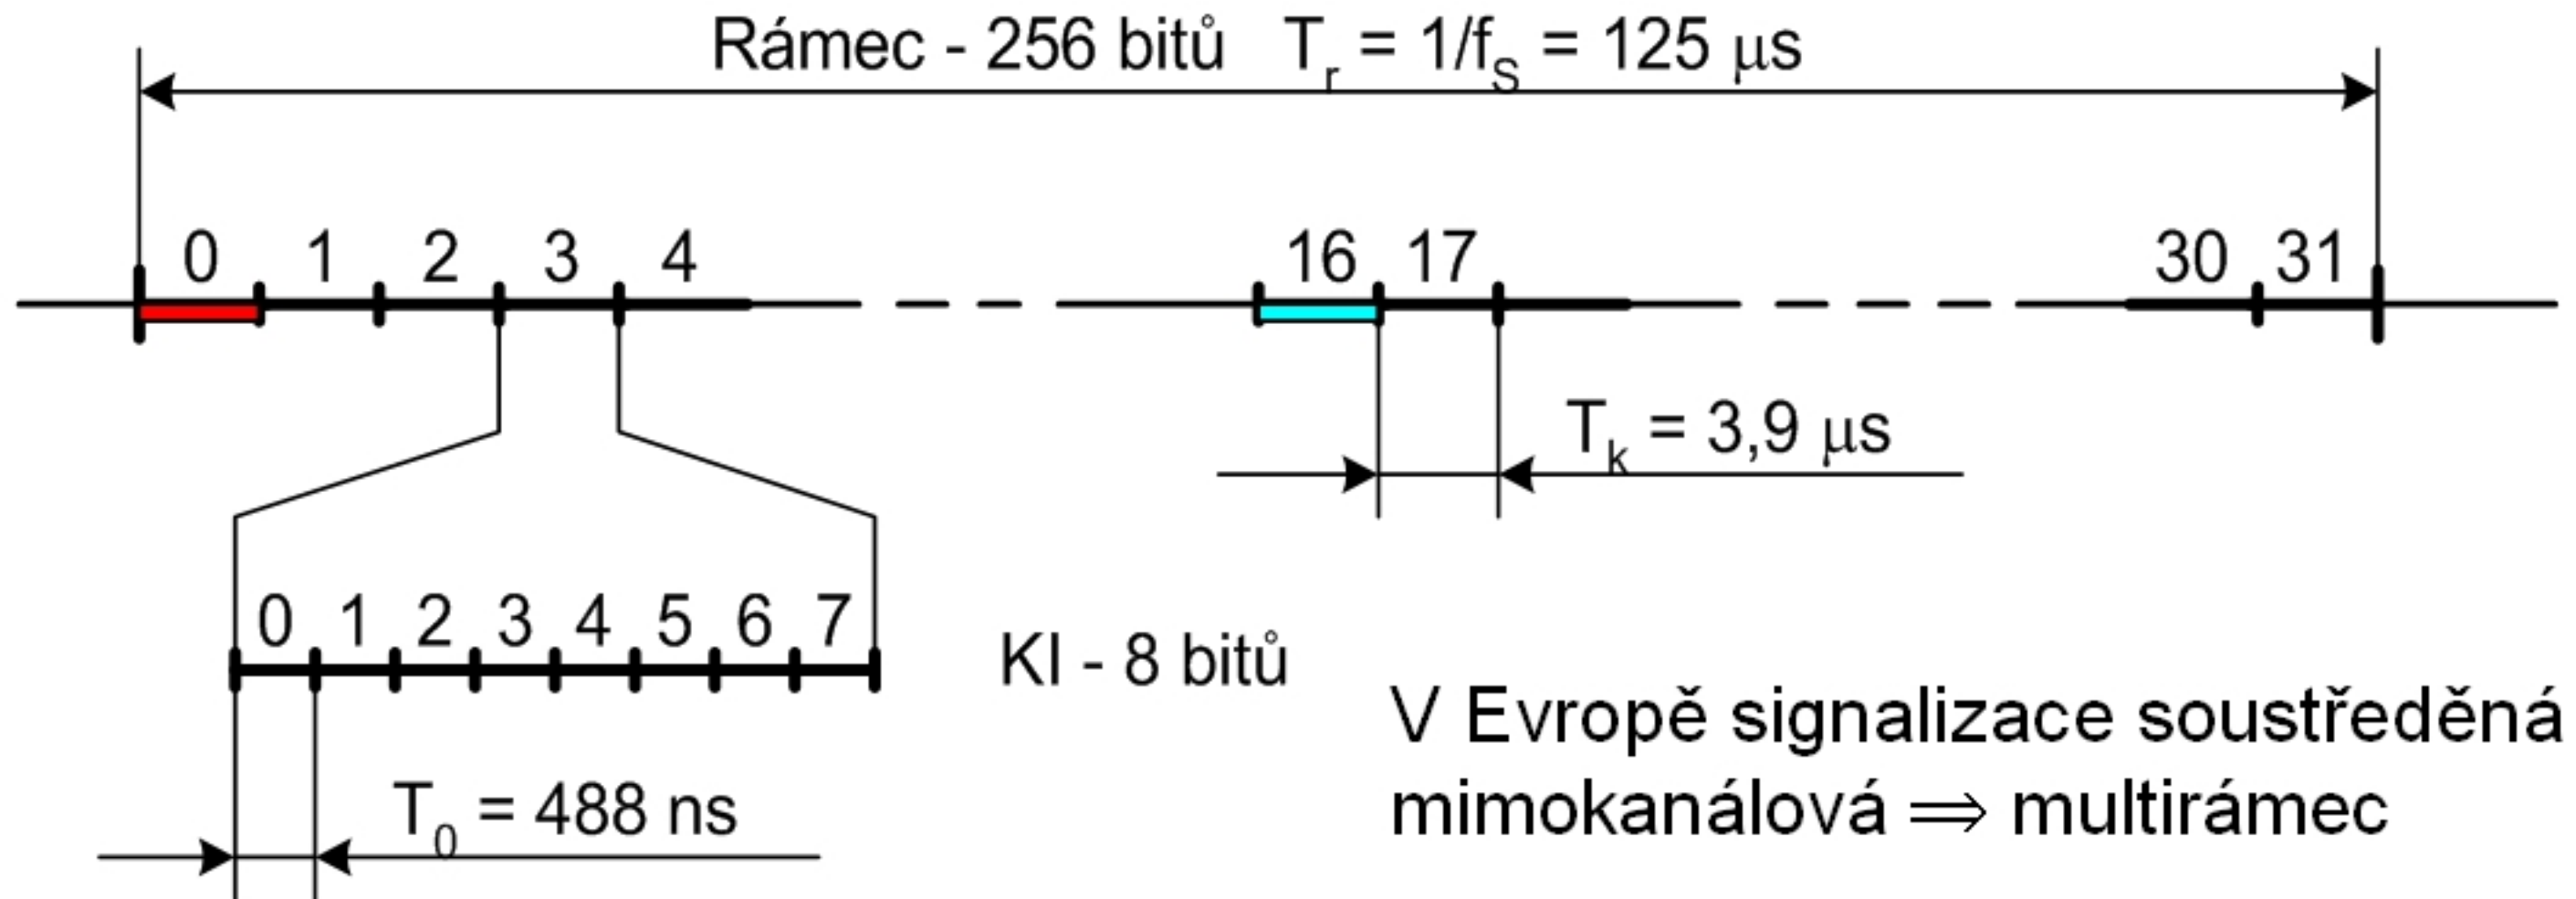 Rámec - 256 bitů T_r = 1/f_S = 125 μs
0 1 2 3 4 16 17 30 31
T_k = 3,9 μs
0 1 2 3 4 5 6 7
KI - 8 bitů
V Evropě signalizace soustředěná
mimokanálová ⇒ multirámec
T_0 = 488 ns